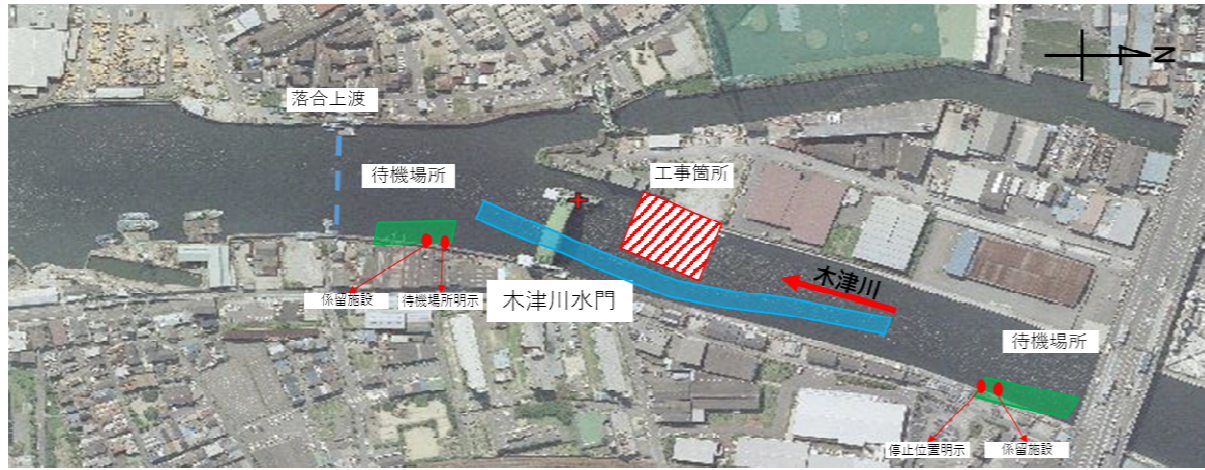 N
落合上渡
待機場所
工事箇所
木津川
係留施設
待機場所明示
木津川水門
待機場所
停止位置明示
係留施設